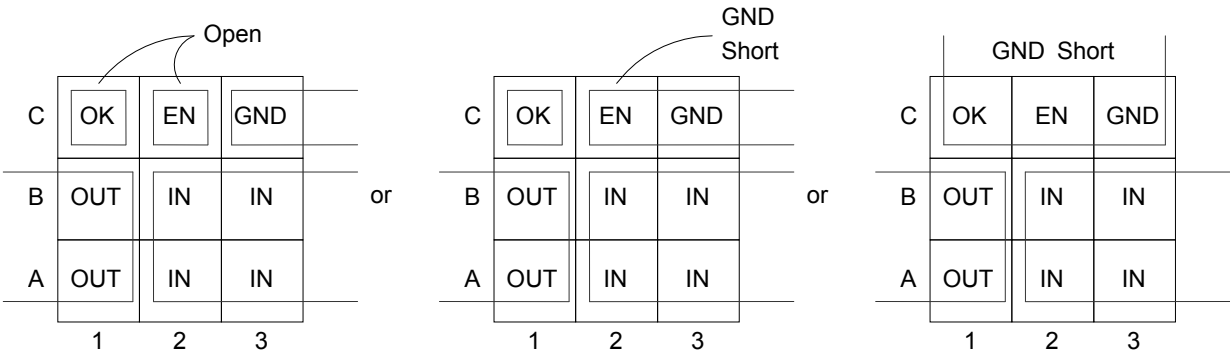 Open
C OK EN GND
B OUT IN IN
A OUT IN IN
1 2 3
or
GND
Short
C OK EN GND
B OUT IN IN
A OUT IN IN
1 2 3
or
GND Short
C OK EN GND
B OUT IN IN
A OUT IN IN
1 2 3